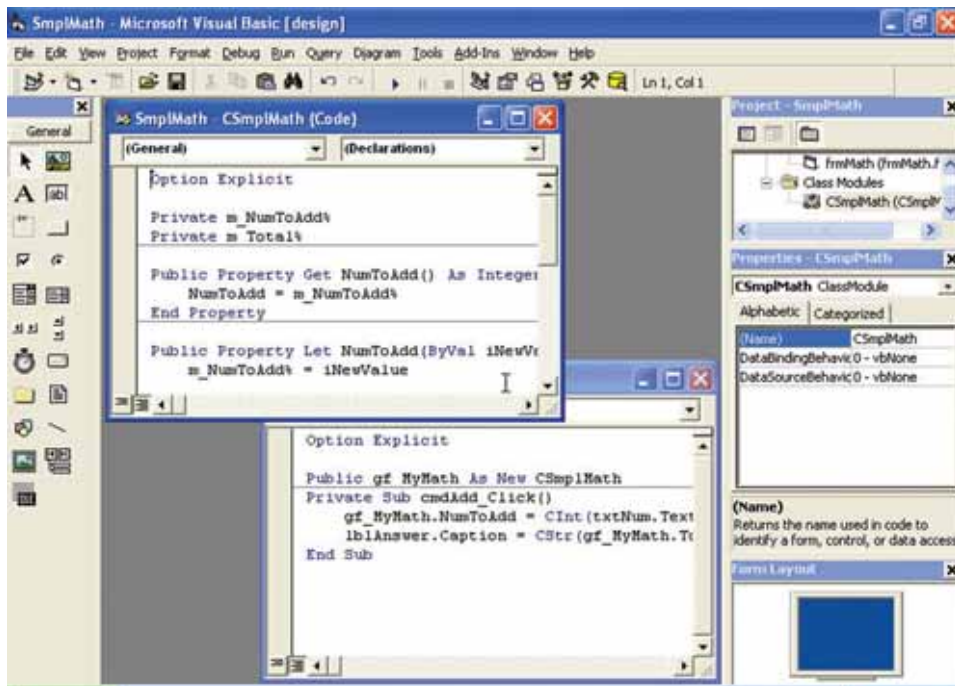 SmplMath - Microsoft Visual Basic [design]
File Edit View Project Format Debug Run Query Diagram Tools Add-Ins Window Help
Ln 1, Col 1
General
SmplMath - CSmplMath (Code)
(General) (Declarations)
Option Explicit
Private m_NumToAdd%
Private m_Total%
Public Property Get NumToAdd() As Integer
NumToAdd = m_NumToAdd%
End Property
Public Property Let NumToAdd(ByVal iNewVa
m_NumToAdd% = iNewValue
Option Explicit
Public gf_MyMath As New CSmplMath
Private Sub cmdAdd_Click()
gf_MyMath.NumToAdd = CInt(txtNum.Text
lblAnswer.Caption = CStr(gf_MyMath.To
End Sub
Project - SmplMath
frmMath (frmMath.f
Class Modules
CSmplMath (CSmplM
Properties - CSmplMath
CSmplMath ClassModule
Alphabetic Categorized
(Name) CSmplMath
DataBindingBehavic 0 - vbNone
DataSourceBehavic 0 - vbNone
(Name)
Returns the name used in code to
identify a form, control, or data access
Form Layout